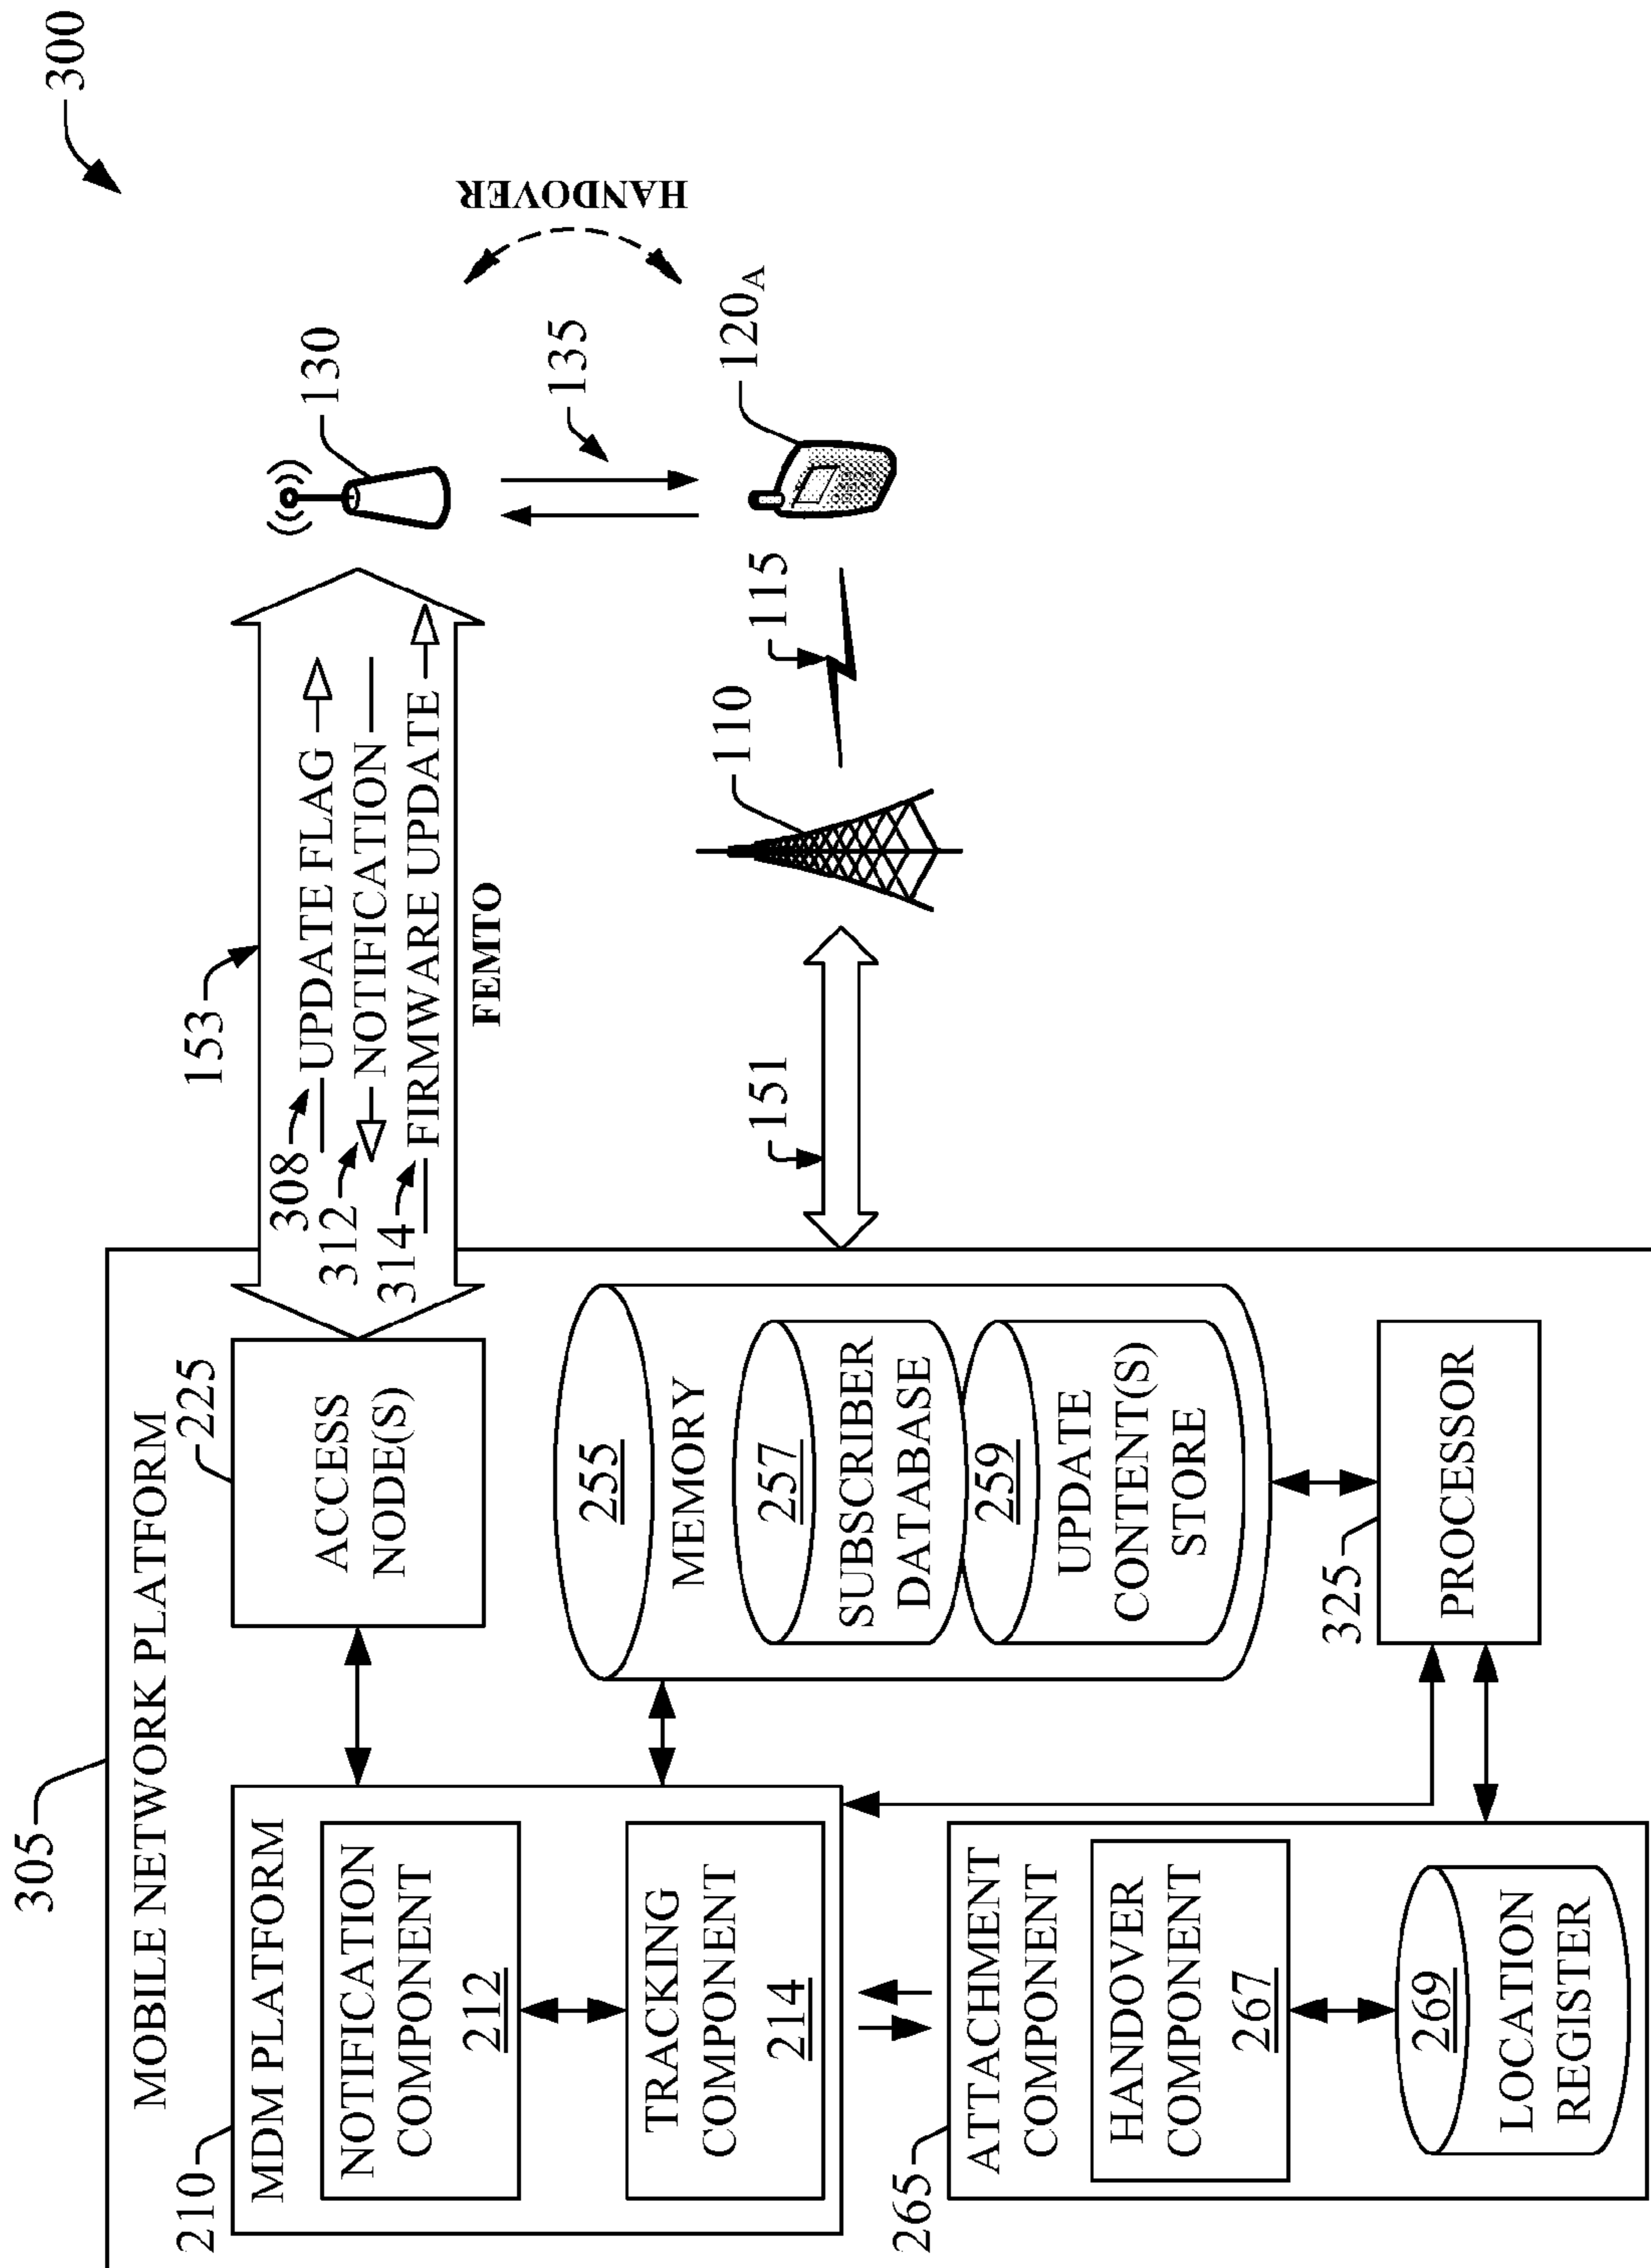 300
305
MOBILE NETWORK PLATFORM
210
MDM PLATFORM
NOTIFICATION
COMPONENT
212
TRACKING
COMPONENT
214
225
ACCESS
NODE(S)
255
MEMORY
257
SUBSCRIBER
DATABASE
259
UPDATE
CONTENT(S)
STORE
265
ATTACHMENT
COMPONENT
HANDOVER
COMPONENT
267
269
LOCATION
REGISTER
325
PROCESSOR
153
308
UPDATE FLAG
312
NOTIFICATION
314
FIRMWARE UPDATE
FEMTO
130
HANDOVER
135
120A
151
110
115